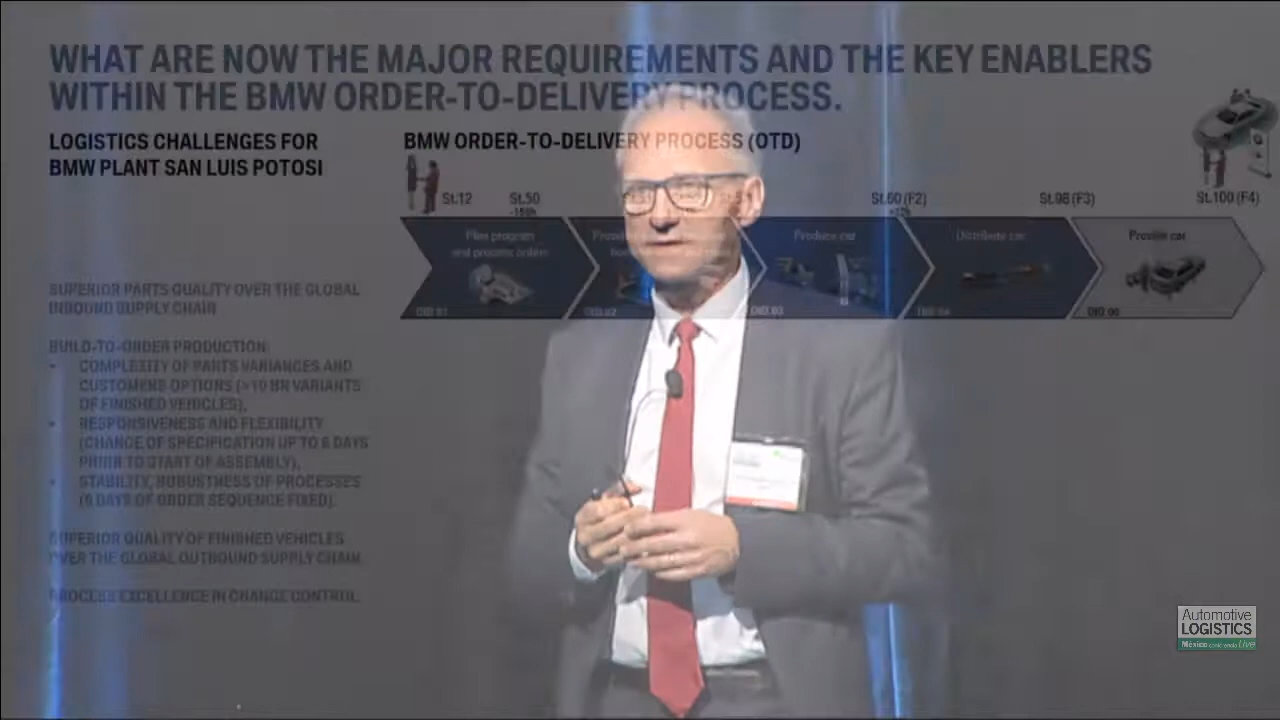 WHAT ARE NOW THE MAJOR REQUIREMENTS AND THE KEY ENABLERS
WITHIN THE BMW ORDER-TO-DELIVERY PROCESS.
LOGISTICS CHALLENGES FOR
BMW PLANT SAN LUIS POTOSI
BMW ORDER-TO-DELIVERY PROCESS (OTD)
St.12
St.50
-156h
St.60 (F2)
St.98 (F3)
St.100 (F4)
Plan program
and process orders
Produce car
Distribute car
Provide car
SUPERIOR PARTS QUALITY OVER THE GLOBAL
INBOUND SUPPLY CHAIN
BUILD-TO-ORDER PRODUCTION:
• COMPLEXITY OF PARTS VARIANCES AND
CUSTOMERS OPTIONS (>10 BN VARIANTS
OF FINISHED VEHICLES),
• RESPONSIVENESS AND FLEXIBILITY
(CHANGE OF SPECIFICATION UP TO 6 DAYS
PRIOR TO START OF ASSEMBLY),
• STABILITY, ROBUSTNESS OF PROCESSES
(6 DAYS OF ORDER SEQUENCE FIXED).
SUPERIOR QUALITY OF FINISHED VEHICLES
OVER THE GLOBAL OUTBOUND SUPPLY CHAIN
PROCESS EXCELLENCE IN CHANGE CONTROL.
Automotive
LOGISTICS
México conferencia Live